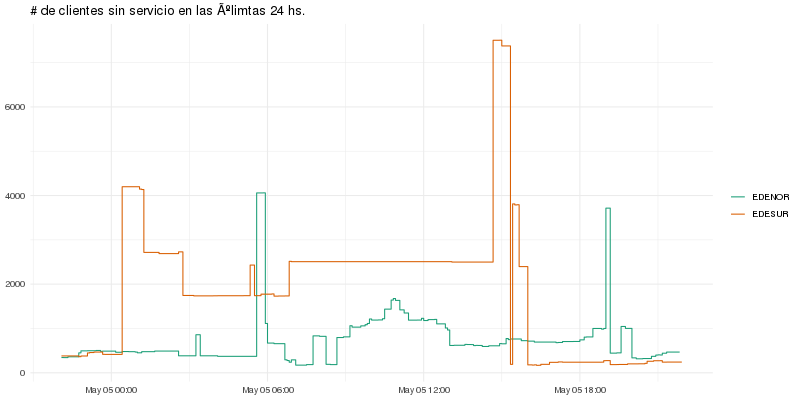 # de clientes sin servicio en las Ãºlimtas 24 hs.
6000
4000
2000
0
May 05 00:00
May 05 06:00
May 05 12:00
May 05 18:00
EDENOR
EDESUR